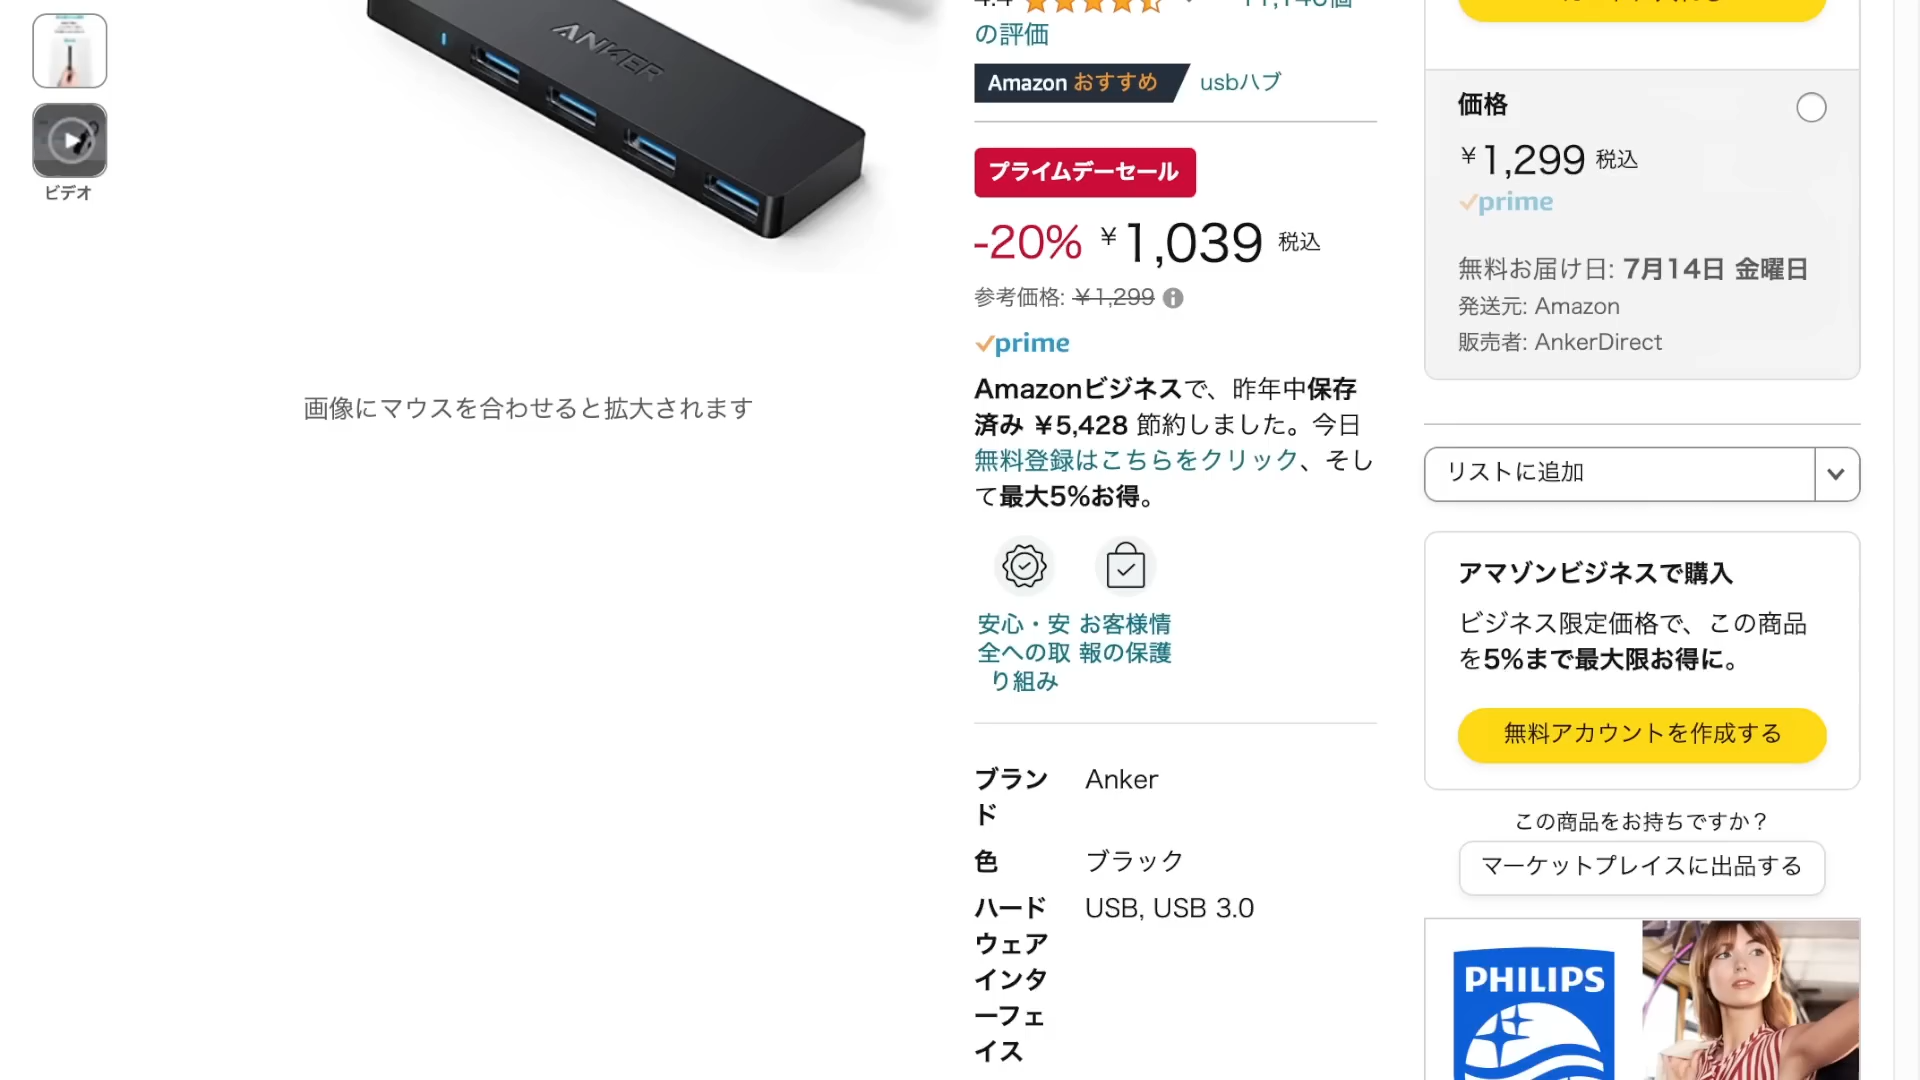 ビデオ
ANKER
画像にマウスを合わせると拡大されます
の評価
Amazon おすすめ usbハブ
プライムデーセール
-20% ￥1,039 税込
参考価格: ￥1,299
prime
Amazonビジネスで、昨年中保存
済み ￥5,428 節約しました。今日
無料登録はこちらをクリック、そし
て最大5%お得。
安心・安
全への取
り組み
お客様情
報の保護
ブラン
ド
Anker
色
ブラック
ハード
ウェア
インタ
ーフェ
イス
USB, USB 3.0
価格
￥1,299 税込
prime
無料お届け日: 7月14日 金曜日
発送元: Amazon
販売者: AnkerDirect
リストに追加
アマゾンビジネスで購入
ビジネス限定価格で、この商品
を5%まで最大限お得に。
無料アカウントを作成する
この商品をお持ちですか？
マーケットプレイスに出品する
PHILIPS